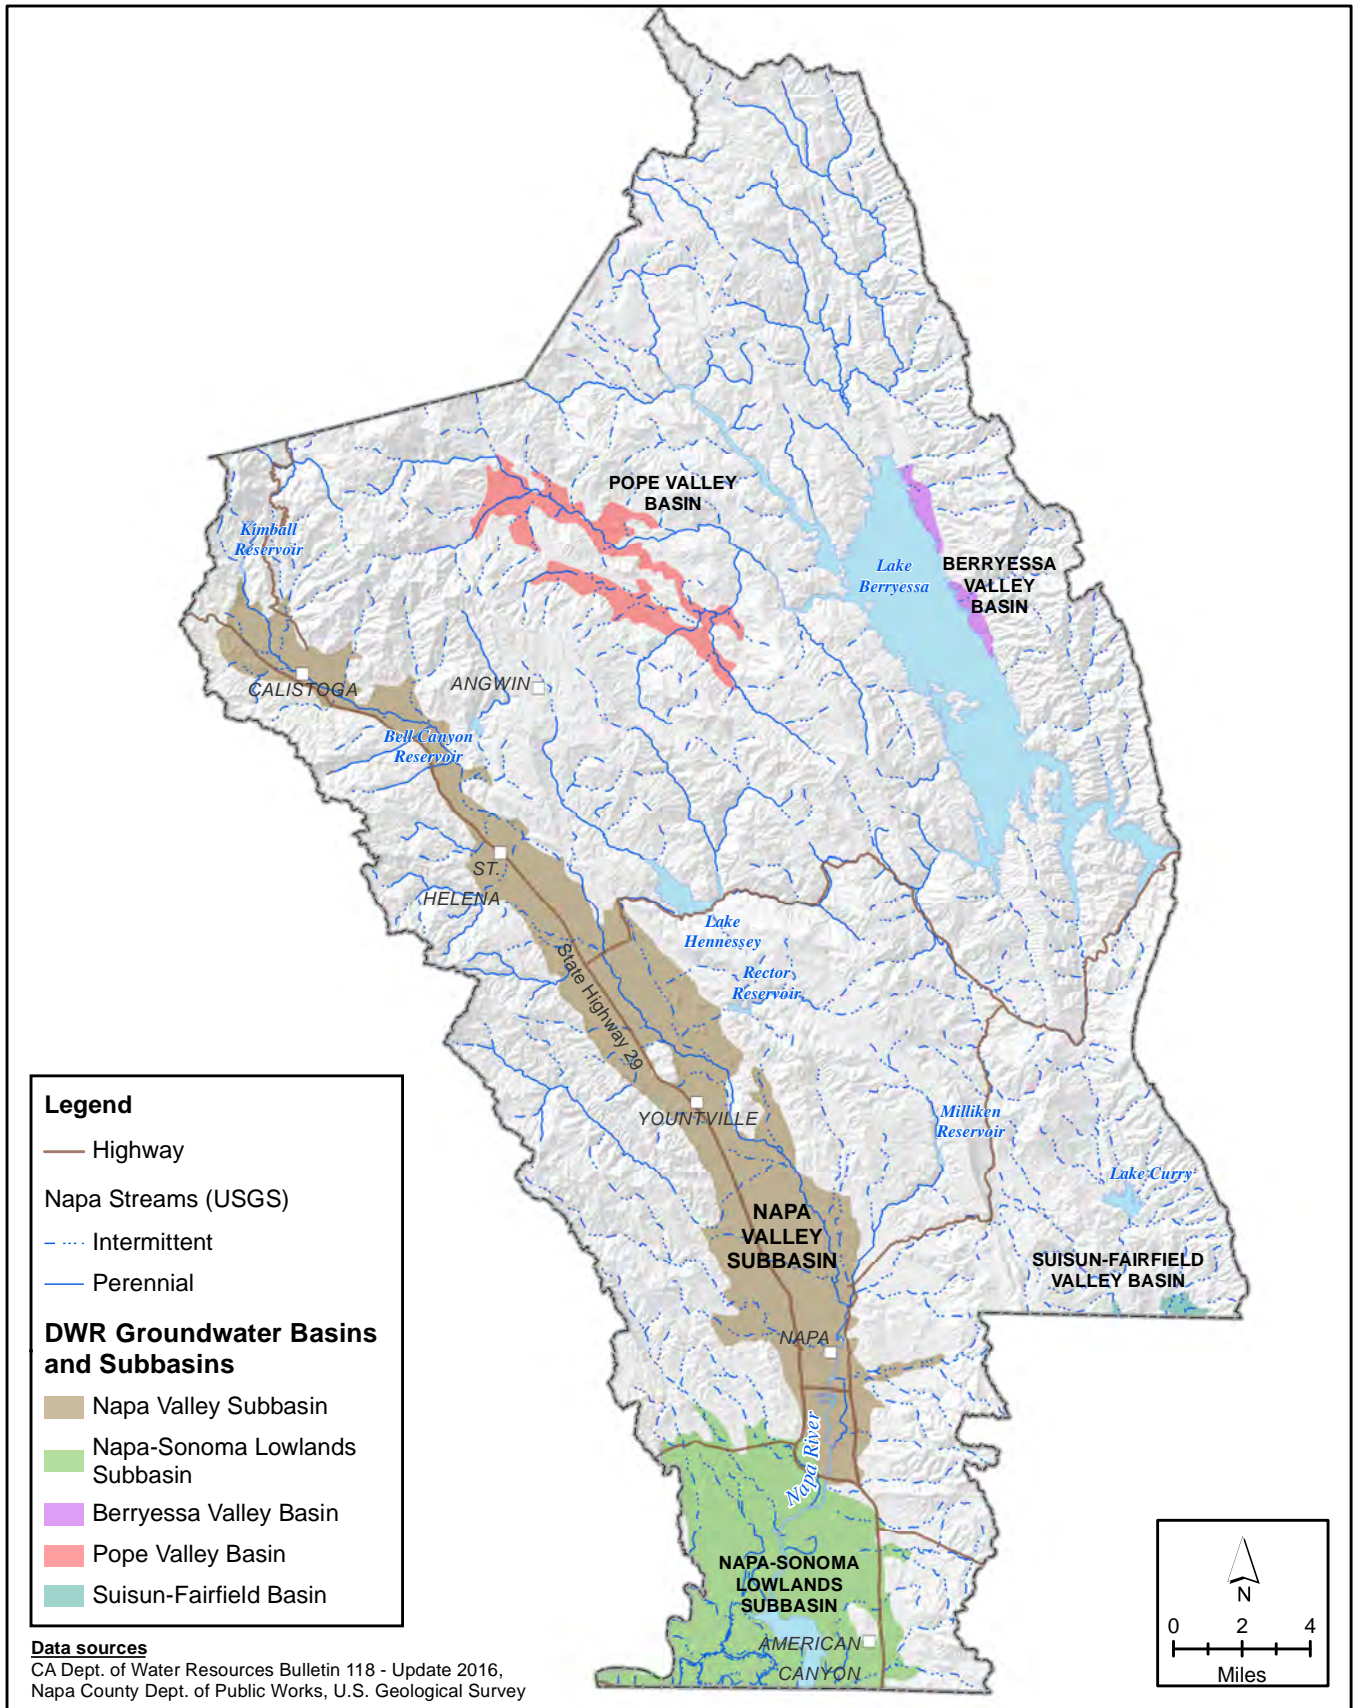 POPE VALLEY
BASIN
Kimball
Reservoir
Lake
Berryessa
BERRYESSA
VALLEY
BASIN
CALISTOGA
ANGWIN
Bell Canyon
Reservoir
ST.
HELENA
Lake
Hennessey
State Highway 29
Rector
Reservoir
YOUNTVILLE
Milliken
Reservoir
Lake Curry
NAPA
VALLEY
SUBBASIN
SUISUN-FAIRFIELD
VALLEY BASIN
NAPA
Napa River
NAPA-SONOMA
LOWLANDS
SUBBASIN
AMERICAN
CANYON
Legend
Highway
Napa Streams (USGS)
Intermittent
Perennial
DWR Groundwater Basins
and Subbasins
Napa Valley Subbasin
Napa-Sonoma Lowlands
Subbasin
Berryessa Valley Basin
Pope Valley Basin
Suisun-Fairfield Basin
Data sources
CA Dept. of Water Resources Bulletin 118 - Update 2016,
Napa County Dept. of Public Works, U.S. Geological Survey
N
0 2 4
Miles